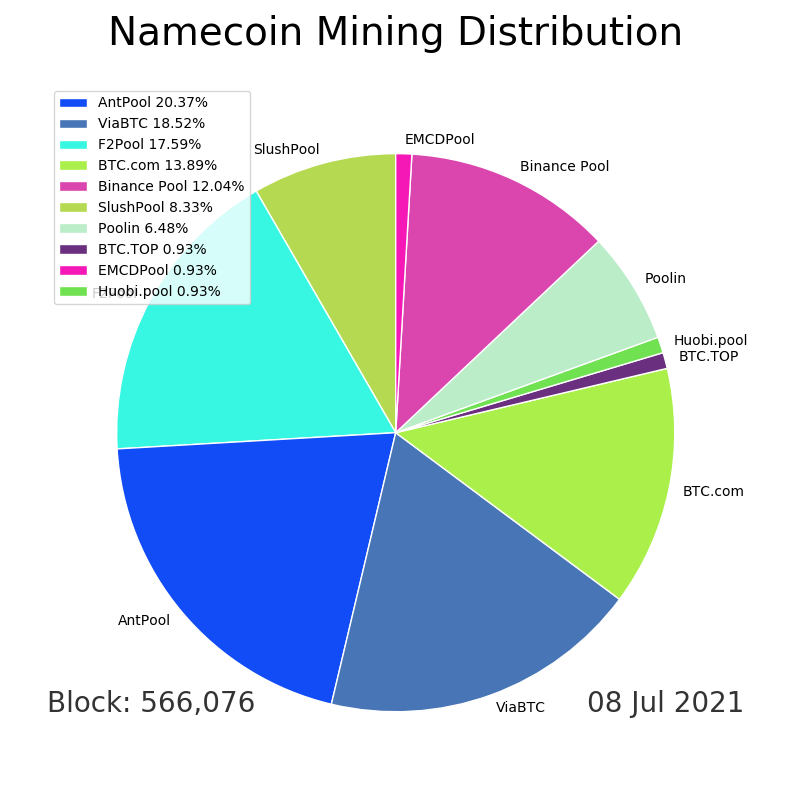 Namecoin Mining Distribution
AntPool 20.37%
ViaBTC 18.52%
F2Pool 17.59%
BTC.com 13.89%
Binance Pool 12.04%
SlushPool 8.33%
Poolin 6.48%
BTC.TOP 0.93%
EMCDPool 0.93%
Huobi.pool 0.93%
EMCDPool
SlushPool
Binance Pool
Poolin
F2Pool
Huobi.pool
BTC.TOP
BTC.com
AntPool
ViaBTC
Block: 566,076
08 Jul 2021